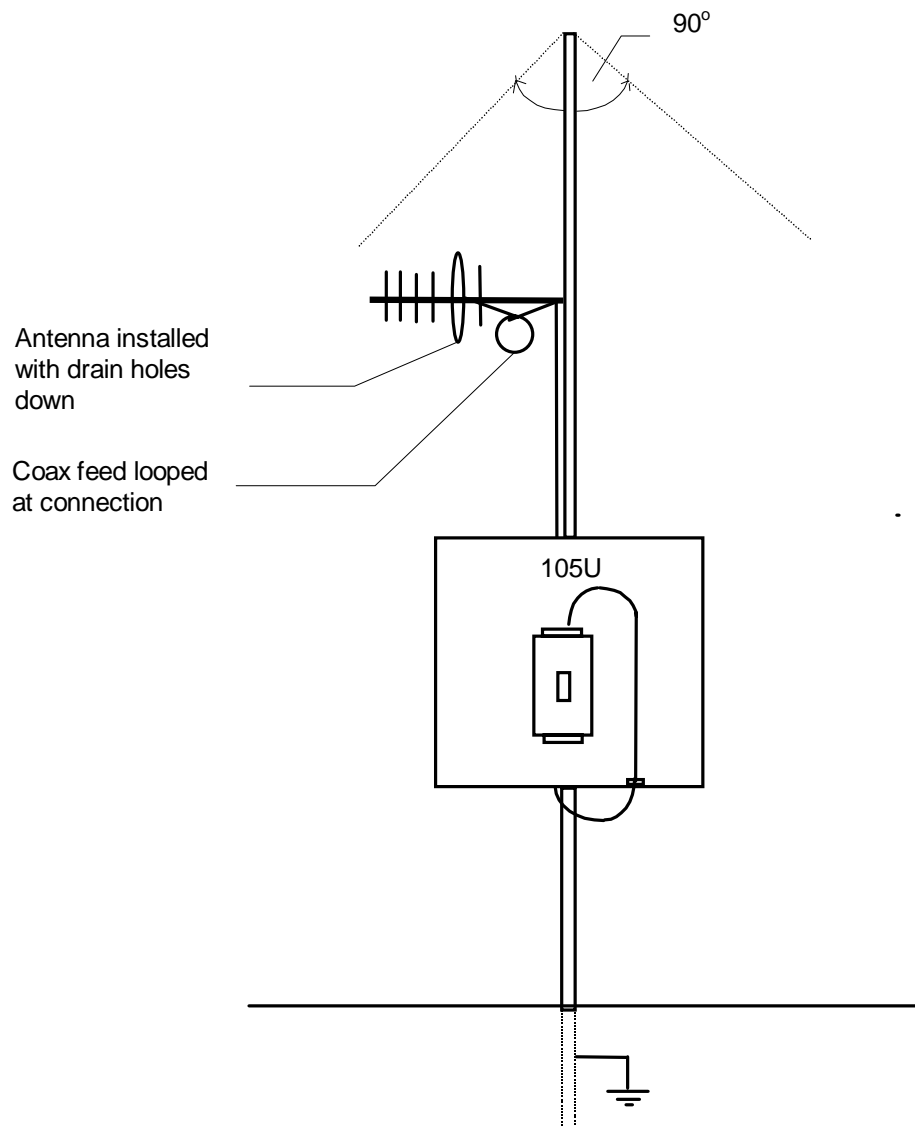 90°
Antenna installed
with drain holes
down
Coax feed looped
at connection
105U